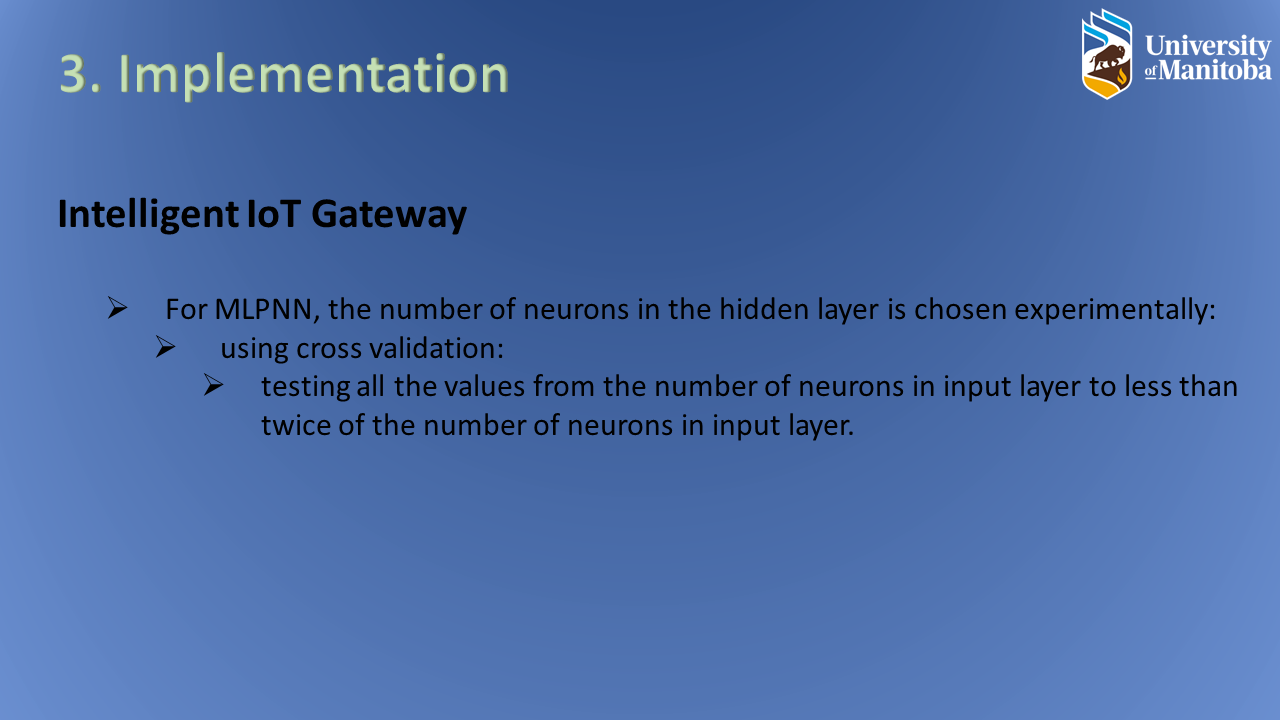 3. Implementation
University
of Manitoba
Intelligent IoT Gateway
For MLPNN, the number of neurons in the hidden layer is chosen experimentally:
using cross validation:
testing all the values from the number of neurons in input layer to less than
twice of the number of neurons in input layer.